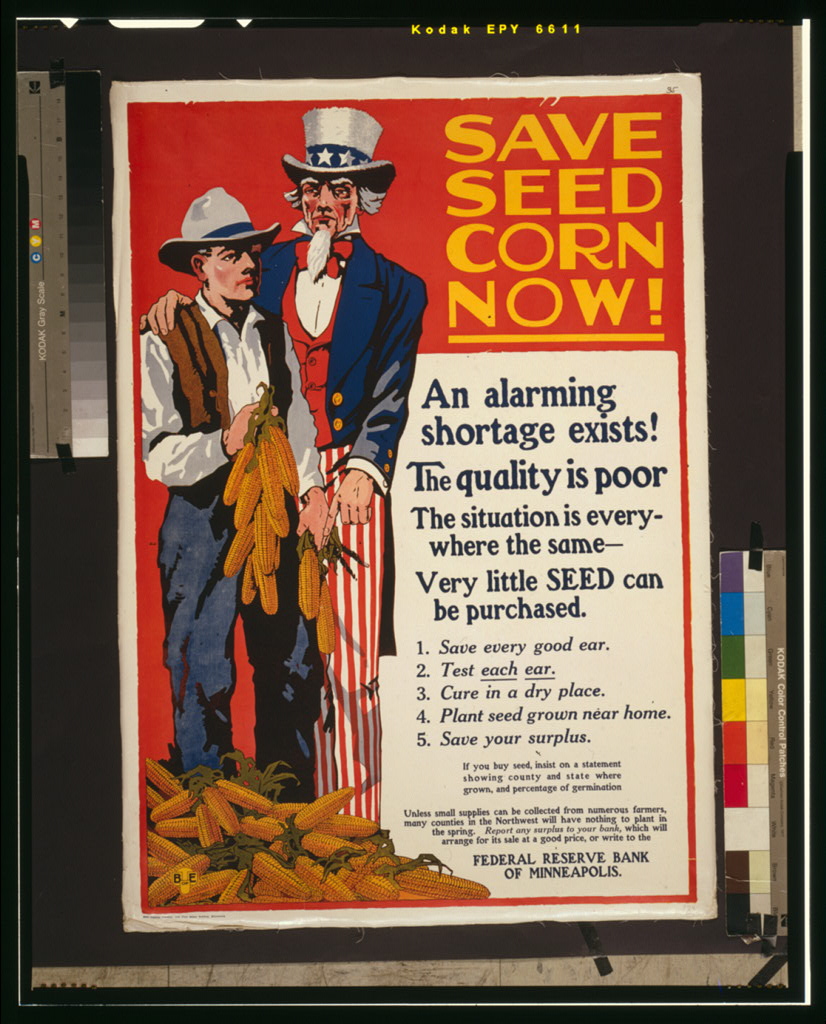 Kodak EPY 6611
35
SAVE
SEED
CORN
NOW!
An alarming
shortage exists!
The quality is poor
The situation is every-
where the same—
Very little SEED can
be purchased.
1. Save every good ear.
2. Test each ear.
3. Cure in a dry place.
4. Plant seed grown near home.
5. Save your surplus.
If you buy seed, insist on a statement
showing county and state where
grown, and percentage of germination
Unless small supplies can be collected from numerous farmers,
many counties in the Northwest will have nothing to plant in
the spring. Report any surplus to your bank, which will
arrange for its sale at a good price, or write to the
FEDERAL RESERVE BANK
OF MINNEAPOLIS.
B E
KODAK Gray Scale
C Y M
KODAK Color Control Patches